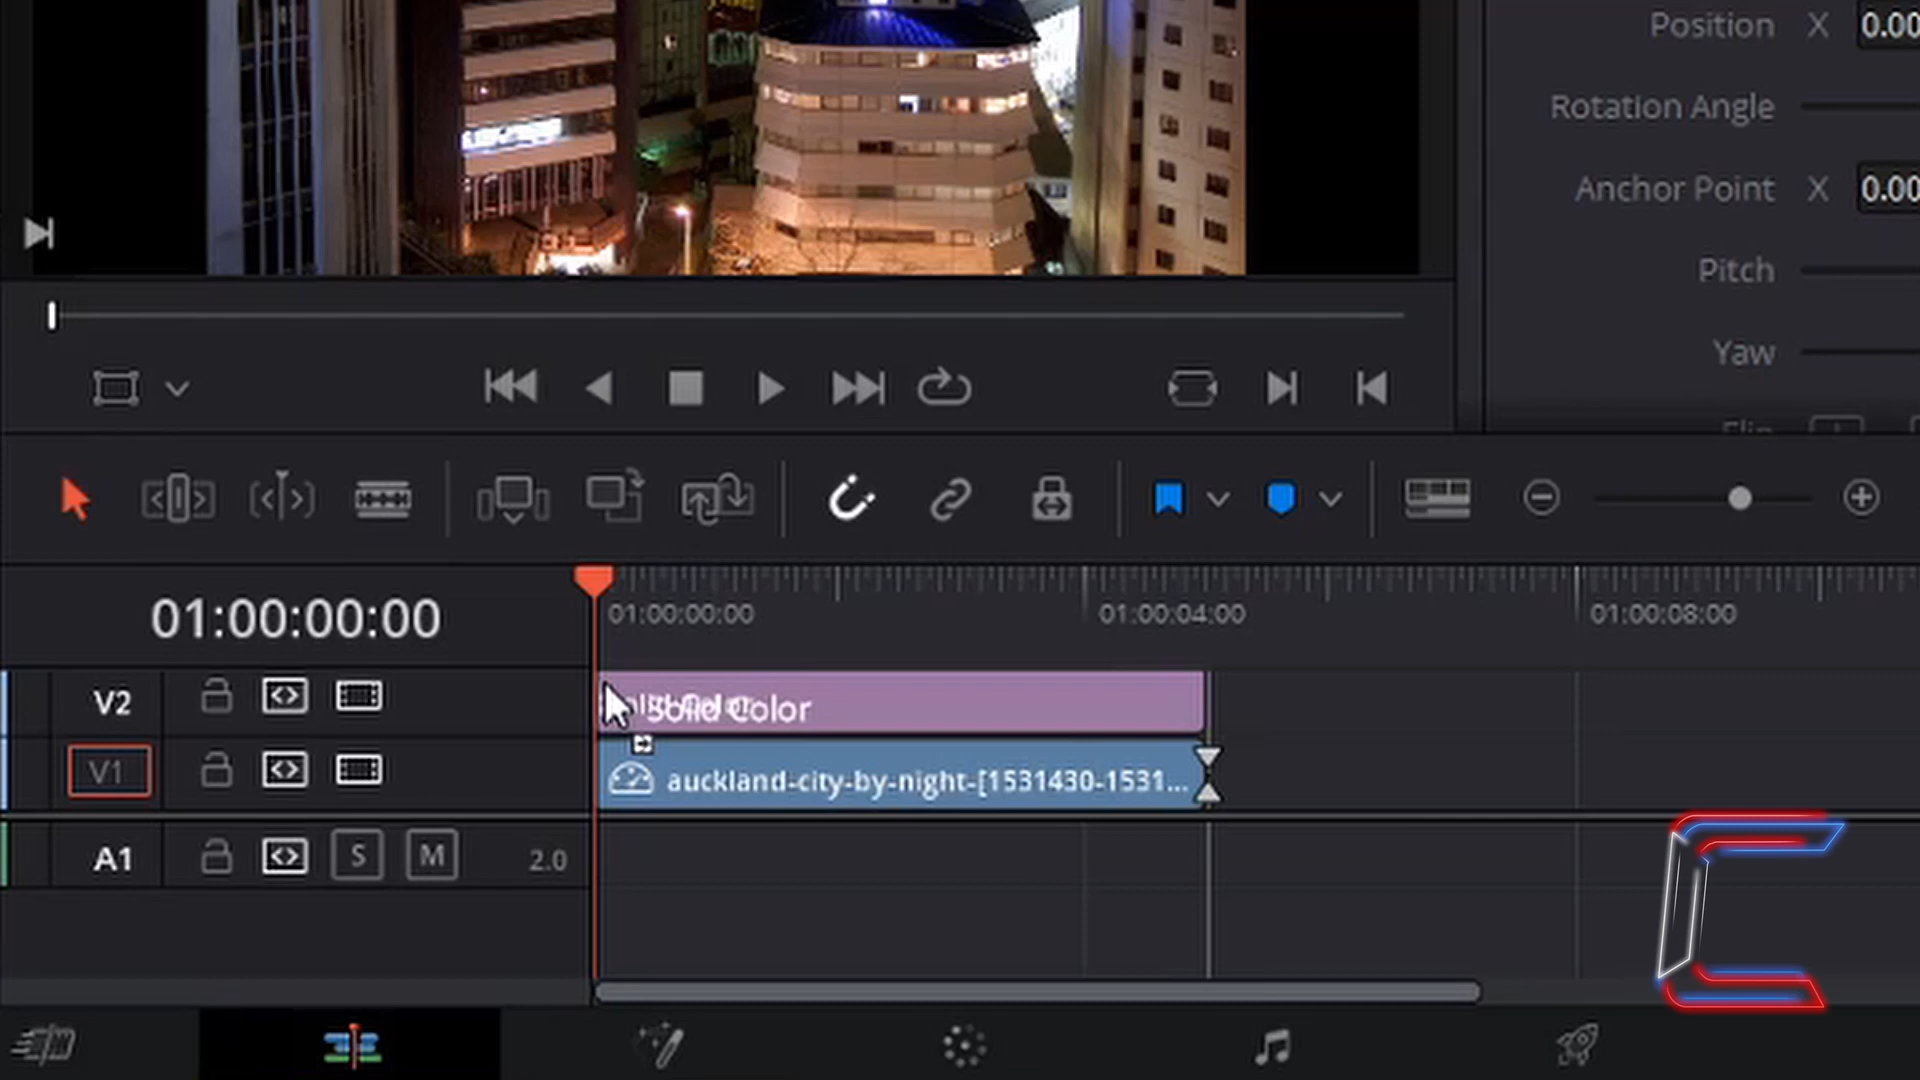 Position X 0.00
Rotation Angle
Anchor Point X 0.00
Pitch
Yaw
Flip
01:00:00:00
01:00:00:00 01:00:04:00 01:00:08:00
V2
Solid Color
V1
auckland-city-by-night-[1531430-1531...
A1 S M 2.0